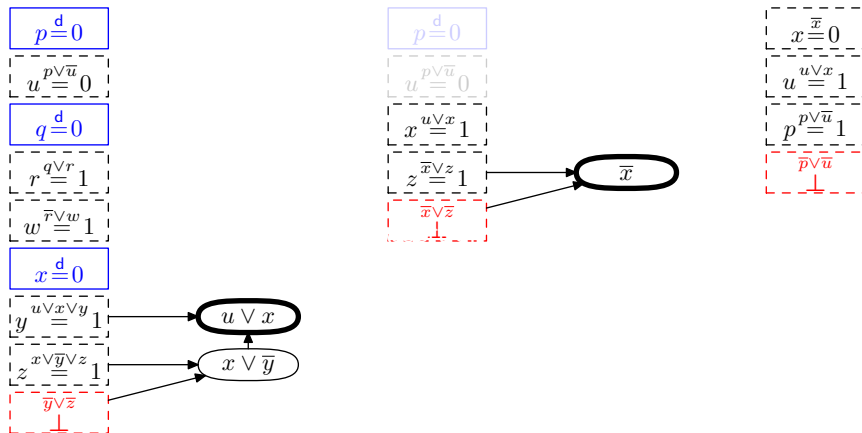 p d= 0
u p∨u̅= 0
q d= 0
r q∨r= 1
w r̅∨w= 1
x d= 0
y u∨x∨y= 1
z x∨y̅∨z= 1
y̅∨z̅
⊥
u ∨ x
x ∨ y̅
p d= 0
u p∨u̅= 0
x u∨x= 1
z x̅∨z= 1
x̅∨z̅
⊥
x̅
x x̅= 0
u u∨x= 1
p p∨u̅= 1
p̅∨u̅
⊥